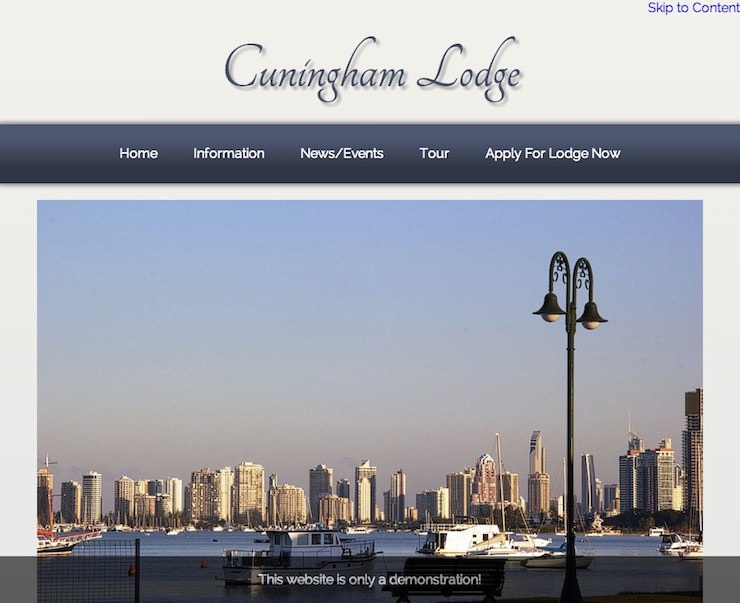 Skip to Content
Cuningham Lodge
Home Information News/Events Tour Apply For Lodge Now
This website is only a demonstration!